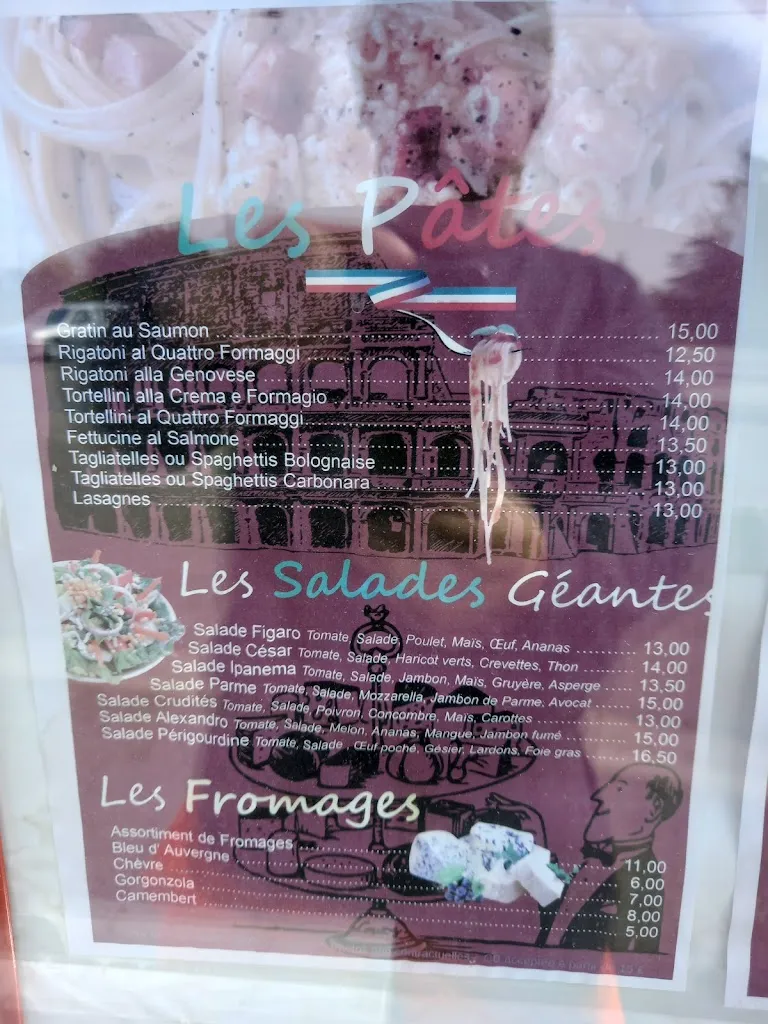 Les Pâtes
Gratin au Saumon ........ 15,00
Rigatoni al Quattro Formaggi ........ 12,50
Rigatoni alla Genovese ........ 14,00
Tortellini alla Crema e Formagio ........ 14,00
Tortellini al Quattro Formaggi ........ 14,00
Fettucine al Salmone ........ 13,50
Tagliatelles ou Spaghettis Bolognaise ........ 13,00
Tagliatelles ou Spaghettis Carbonara ........ 13,00
Lasagnes ........ 13,00
Les Salades Géantes
Salade Figaro Tomate, Salade, Poulet, Maïs, Œuf, Ananas ........ 13,00
Salade César Tomate, Salade, Haricot verts, Crevettes, Thon ........ 14,00
Salade Ipanema Tomate, Salade, Jambon, Maïs, Gruyère, Asperge ...... 13,50
Salade Parme Tomate, Salade, Mozzarella, Jambon de Parme, Avocat ...... 15,00
Salade Crudités Tomate, Salade, Poivron, Concombre, Maïs, Carottes ........ 13,00
Salade Alexandro Tomate, Salade, Melon, Ananas, Mangue, Jambon fumé ........ 15,00
Salade Périgourdine Tomate, Salade , Œuf poché, Gésier, Lardons, Foie gras ........ 16,50
Les Fromages
Assortiment de Fromages ........ 11,00
Bleu d' Auvergne ........ 6,00
Chèvre ........ 7,00
Gorgonzola ........ 8,00
Camembert ........ 5,00